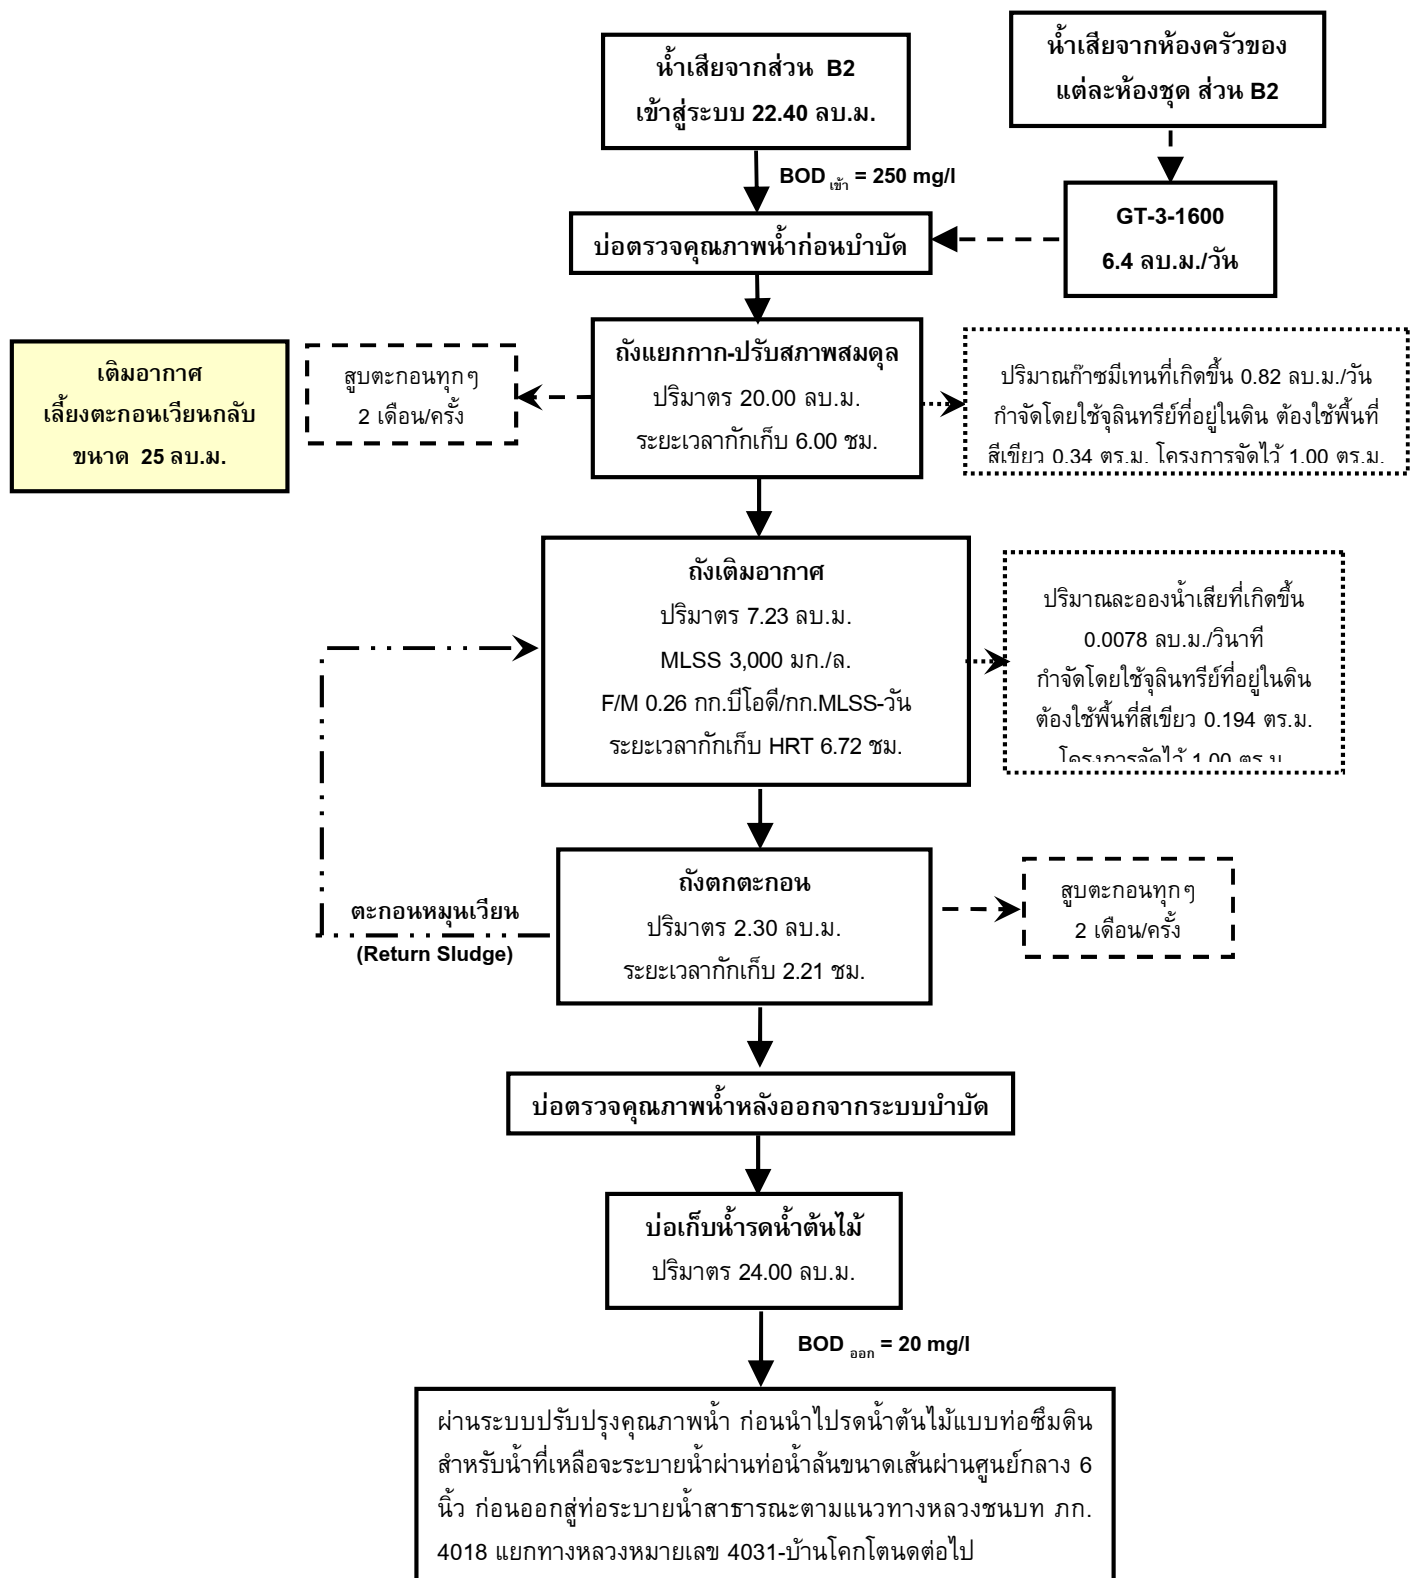 น้ำเสียจากส่วน B2
เข้าสู่ระบบ 22.40 ลบ.ม.
น้ำเสียจากห้องครัวของ
แต่ละห้องชุด ส่วน B2
BOD เข้า = 250 mg/l
GT-3-1600
6.4 ลบ.ม./วัน
บ่อตรวจคุณภาพน้ำก่อนบำบัด
เติมอากาศ
เลี้ยงตะกอนเวียนกลับ
ขนาด 25 ลบ.ม.
สูบตะกอนทุกๆ
2 เดือน/ครั้ง
ถังแยกกาก-ปรับสภาพสมดุล
ปริมาตร 20.00 ลบ.ม.
ระยะเวลากักเก็บ 6.00 ชม.
ปริมาณก๊าซมีเทนที่เกิดขึ้น 0.82 ลบ.ม./วัน
กำจัดโดยใช้จุลินทรีย์ที่อยู่ในดิน ต้องใช้พื้นที่
สีเขียว 0.34 ตร.ม. โครงการจัดไว้ 1.00 ตร.ม.
ถังเติมอากาศ
ปริมาตร 7.23 ลบ.ม.
MLSS 3,000 มก./ล.
F/M 0.26 กก.บีโอดี/กก.MLSS-วัน
ระยะเวลากักเก็บ HRT 6.72 ชม.
ปริมาณละอองน้ำเสียที่เกิดขึ้น
0.0078 ลบ.ม./วินาที
กำจัดโดยใช้จุลินทรีย์ที่อยู่ในดิน
ต้องใช้พื้นที่สีเขียว 0.194 ตร.ม.
โครงการจัดไว้ 1.00 ตร.ม.
ถังตกตะกอน
ปริมาตร 2.30 ลบ.ม.
ระยะเวลากักเก็บ 2.21 ชม.
ตะกอนหมุนเวียน
(Return Sludge)
สูบตะกอนทุกๆ
2 เดือน/ครั้ง
บ่อตรวจคุณภาพน้ำหลังออกจากระบบบำบัด
บ่อเก็บน้ำรดน้ำต้นไม้
ปริมาตร 24.00 ลบ.ม.
BOD ออก = 20 mg/l
ผ่านระบบปรับปรุงคุณภาพน้ำ ก่อนนำไปรดน้ำต้นไม้แบบท่อซึมดิน
สำหรับน้ำที่เหลือจะระบายน้ำผ่านท่อน้ำล้นขนาดเส้นผ่านศูนย์กลาง 6
นิ้ว ก่อนออกสู่ท่อระบายน้ำสาธารณะตามแนวทางหลวงชนบท ภก.
4018 แยกทางหลวงหมายเลข 4031-บ้านโคกโตนดต่อไป